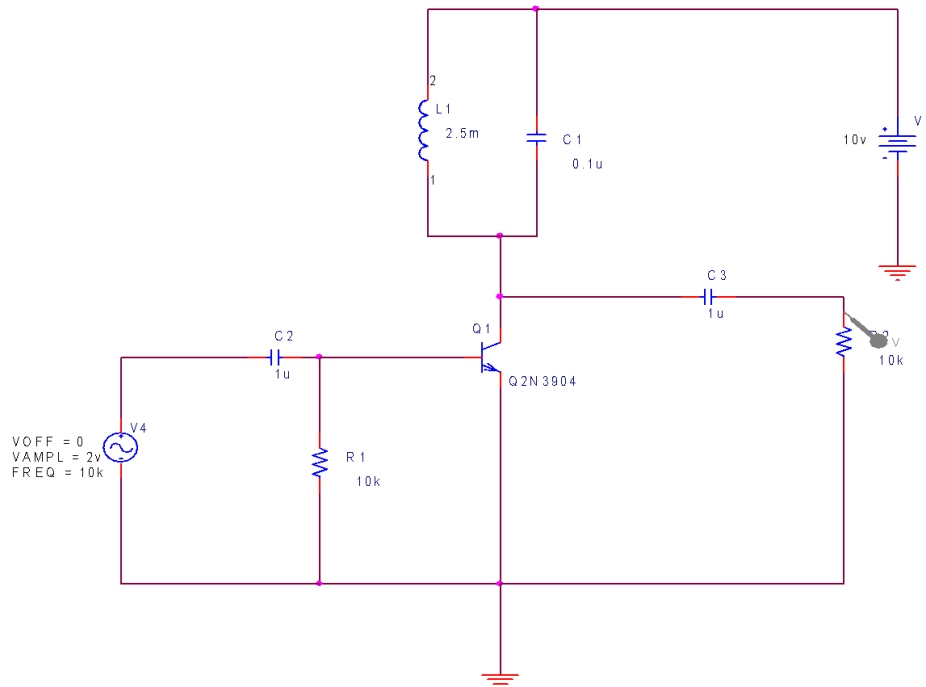 2
L1
2.5m
1
C1
0.1u
V
10v
C3
1u
Q1
Q2N3904
C2
1u
V
10k
V4
VOFF = 0
VAMPL = 2v
FREQ = 10k
R1
10k